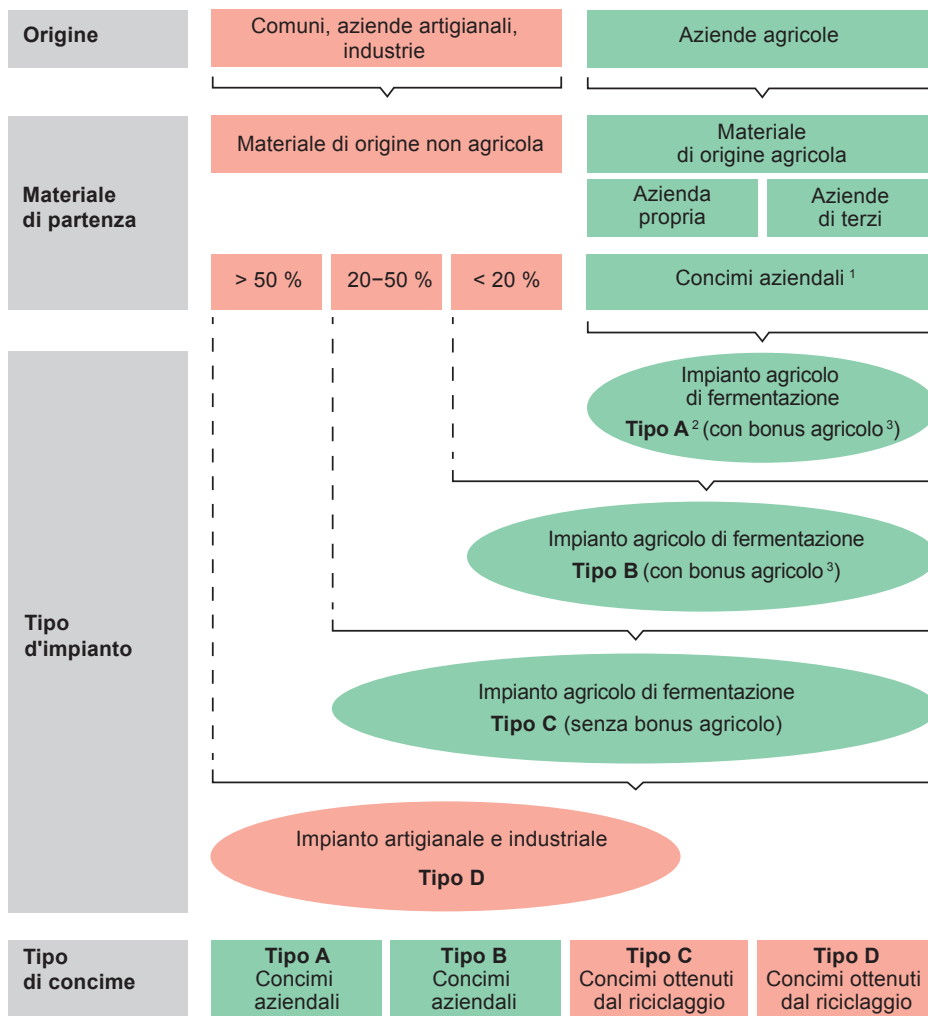 Origine
Comuni, aziende artigianali,
industrie
Aziende agricole
Materiale
di partenza
Materiale di origine non agricola
Materiale
di origine agricola
Azienda
propria
Aziende
di terzi
> 50 %
20–50 %
< 20 %
Concimi aziendali ¹
Tipo
d'impianto
Impianto agricolo
di fermentazione
Tipo A ² (con bonus agricolo ³)
Impianto agricolo di fermentazione
Tipo B (con bonus agricolo ³)
Impianto agricolo di fermentazione
Tipo C (senza bonus agricolo)
Impianto artigianale e industriale
Tipo D
Tipo
di concime
Tipo A
Concimi
aziendali
Tipo B
Concimi
aziendali
Tipo C
Concimi ottenuti
dal riciclaggio
Tipo D
Concimi ottenuti
dal riciclaggio